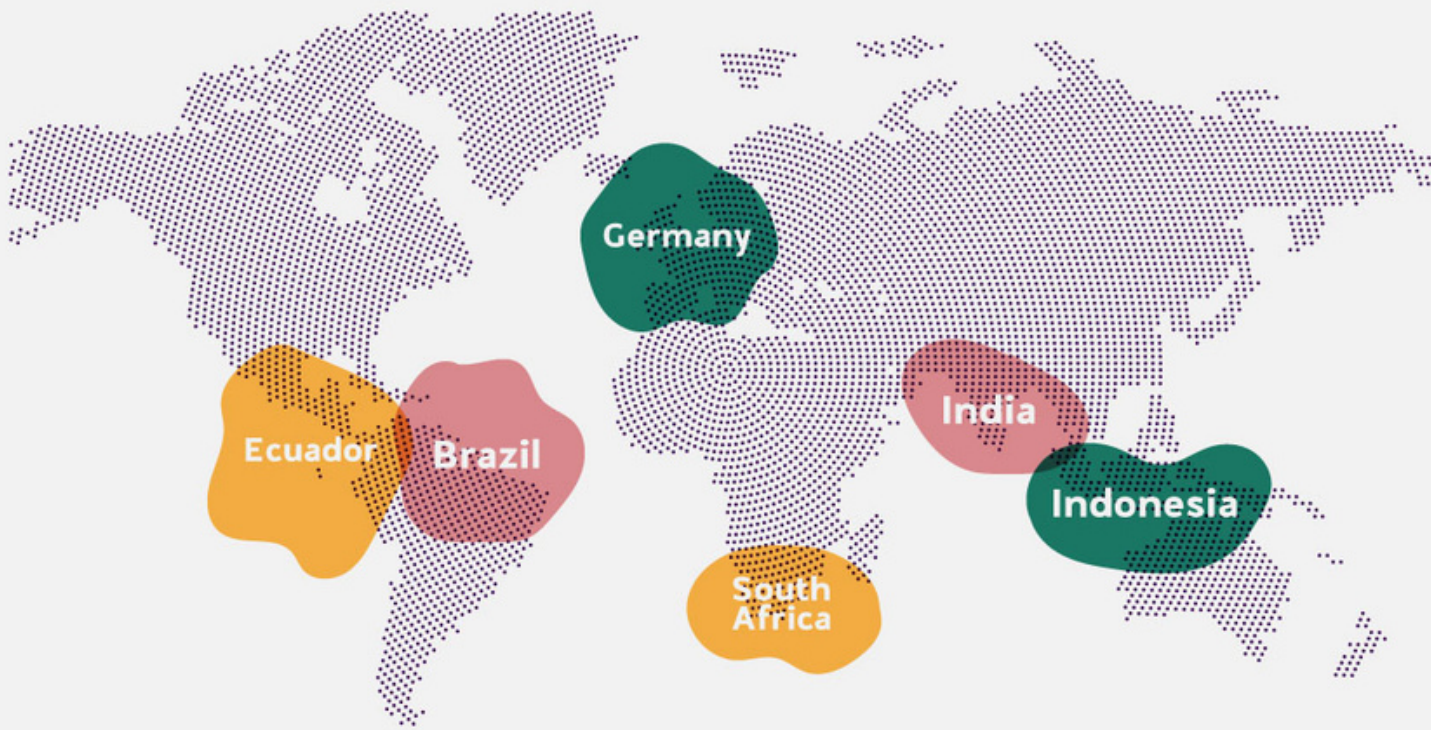 Germany
Ecuador
Brazil
India
Indonesia
South
Africa